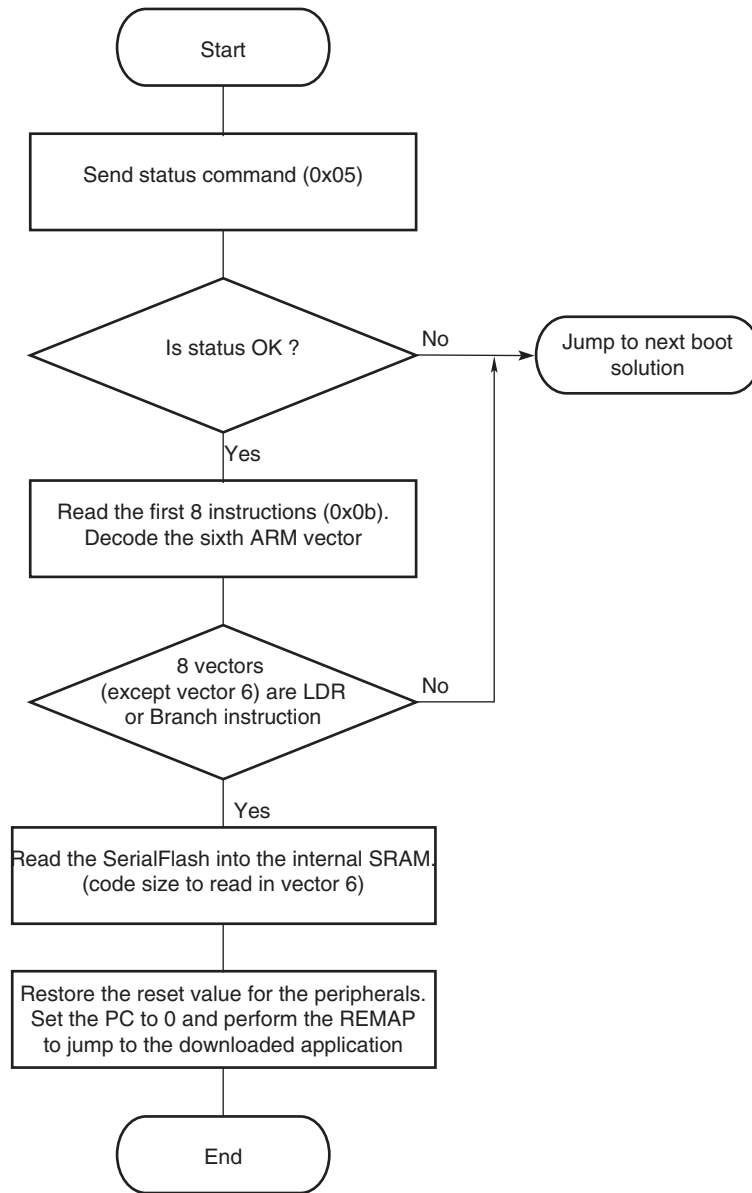 Start
Send status command (0x05)
Is status OK ?
No
Jump to next boot
solution
Yes
Read the first 8 instructions (0x0b).
Decode the sixth ARM vector
8 vectors
(except vector 6) are LDR
or Branch instruction
No
Yes
Read the SerialFlash into the internal SRAM.
(code size to read in vector 6)
Restore the reset value for the peripherals.
Set the PC to 0 and perform the REMAP
to jump to the downloaded application
End